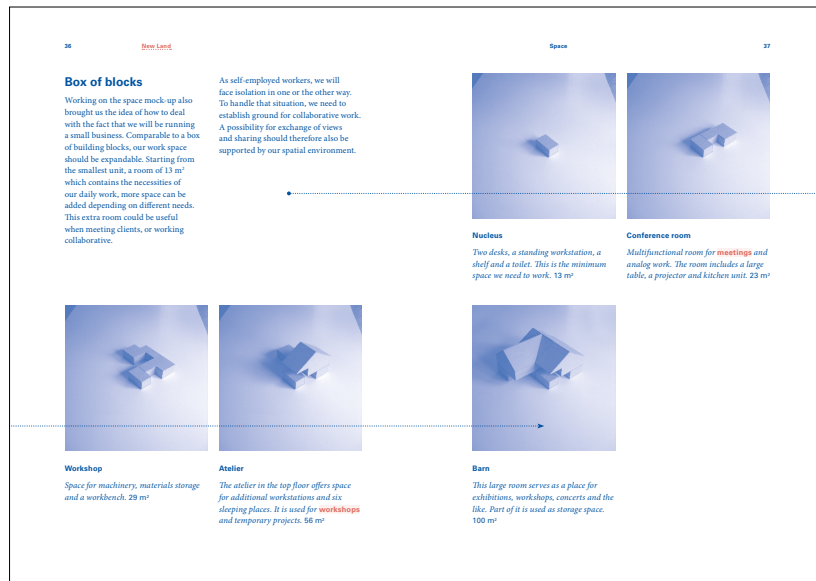 36
New Land
Space
37
Box of blocks
Working on the space mock-up also
brought us the idea of how to deal
with the fact that we will be running
a small business. Comparable to a box
of building blocks, our work space
should be expandable. Starting from
the smallest unit, a room of 13 m²
which contains the necessities of
our daily work, more space can be
added depending on different needs.
This extra room could be useful
when meeting clients, or working
collaborative.
As self-employed workers, we will
face isolation in one or the other way.
To handle that situation, we need to
establish ground for collaborative work.
A possibility for exchange of views
and sharing should therefore also be
supported by our spatial environment.
Nucleus
Two desks, a standing workstation, a
shelf and a toilet. This is the minimum
space we need to work. 13 m²
Conference room
Multifunctional room for meetings and
analog work. The room includes a large
table, a projector and kitchen unit. 23 m²
Workshop
Space for machinery, materials storage
and a workbench. 29 m²
Atelier
The atelier in the top floor offers space
for additional workstations and six
sleeping places. It is used for workshops
and temporary projects. 56 m²
Barn
This large room serves as a place for
exhibitions, workshops, concerts and the
like. Part of it is used as storage space.
100 m²